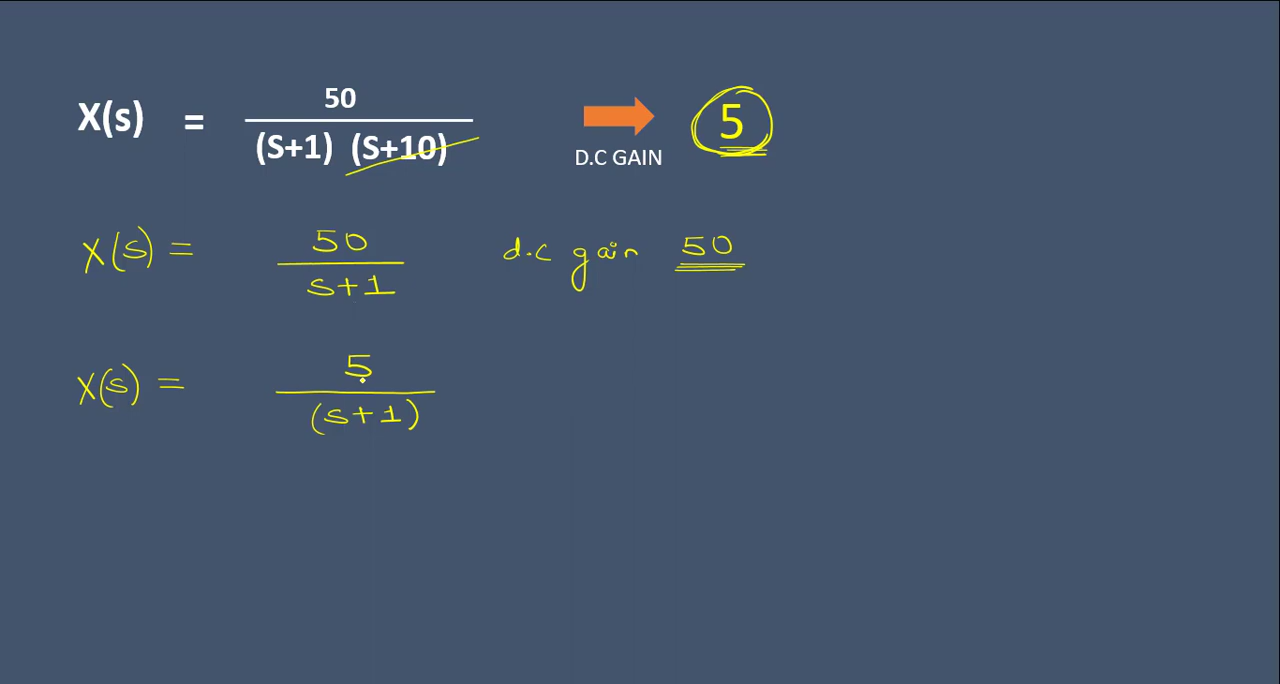 X(s) = 50 / (S+1) (S+10) D.C GAIN 5
X(s) = 50 / s+1 d.c gain 50
X(s) = 5 / (s+1)